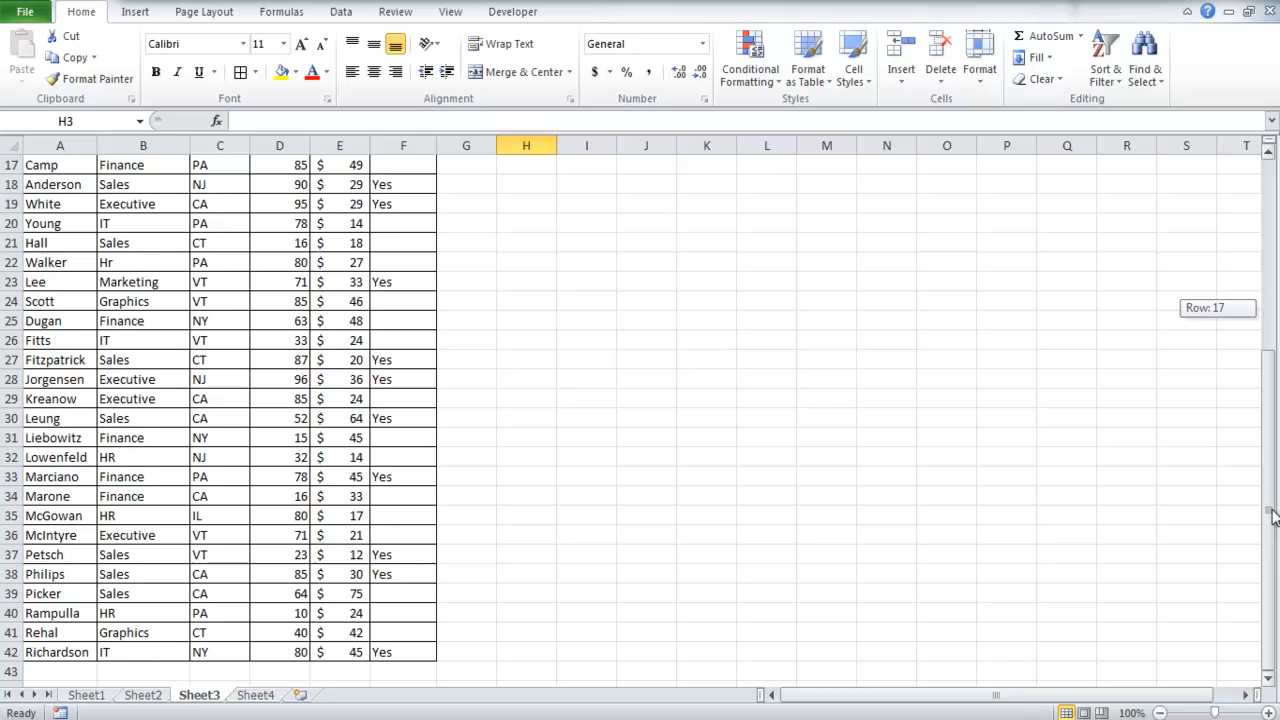 File Home Insert Page Layout Formulas Data Review View Developer
Cut Calibri 11 Wrap Text General AutoSum
Copy Fill
Paste Format Painter B I U Merge & Center $ % , Conditional Formatting Format as Table Cell Styles Insert Delete Format Clear Sort & Filter Find & Select
Clipboard Font Alignment Number Styles Cells Editing
H3 fx
A B C D E F G H I J K L M N O P Q R S T
17 Camp Finance PA 85 $ 49
18 Anderson Sales NJ 90 $ 29 Yes
19 White Executive CA 95 $ 29 Yes
20 Young IT PA 78 $ 14
21 Hall Sales CT 16 $ 18
22 Walker Hr PA 80 $ 27
23 Lee Marketing VT 71 $ 33 Yes
24 Scott Graphics VT 85 $ 46 Row: 17
25 Dugan Finance NY 63 $ 48
26 Fitts IT VT 33 $ 24
27 Fitzpatrick Sales CT 87 $ 20 Yes
28 Jorgensen Executive NJ 96 $ 36 Yes
29 Kreanow Executive CA 85 $ 24
30 Leung Sales CA 52 $ 64 Yes
31 Liebowitz Finance NY 15 $ 45
32 Lowenfeld HR NJ 32 $ 14
33 Marciano Finance PA 78 $ 45 Yes
34 Marone Finance CA 16 $ 33
35 McGowan HR IL 80 $ 17
36 McIntyre Executive VT 71 $ 21
37 Petsch Sales VT 23 $ 12 Yes
38 Philips Sales CA 85 $ 30 Yes
39 Picker Sales CA 64 $ 75
40 Rampulla HR PA 10 $ 24
41 Rehal Graphics CT 40 $ 42
42 Richardson IT NY 80 $ 45 Yes
43
Sheet1 Sheet2 Sheet3 Sheet4
Ready 100%